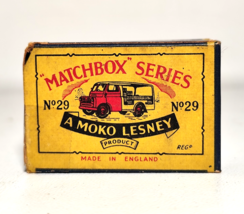 "MATCHBOX" SERIES
No29 No29
A MOKO LESNEY
PRODUCT
REGD
MADE IN ENGLAND